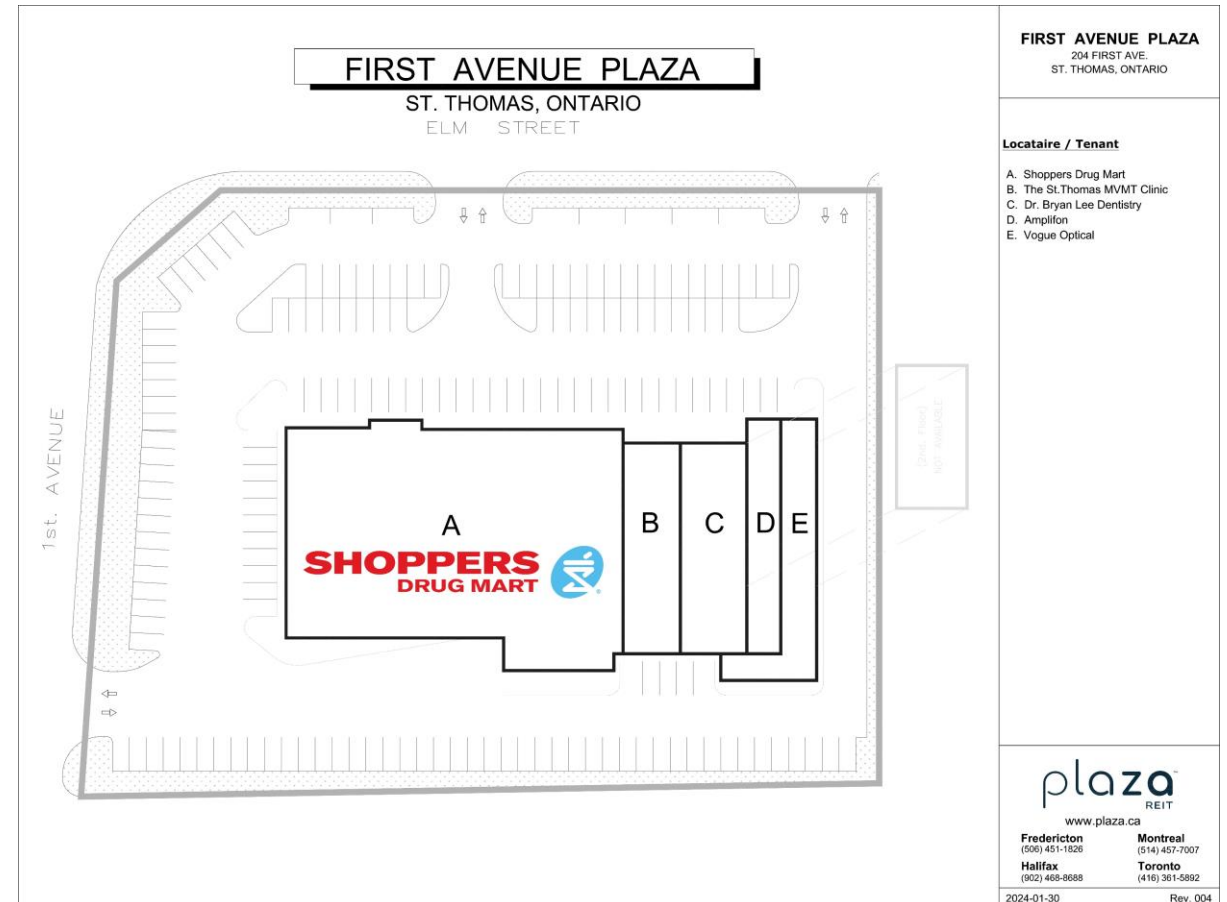 FIRST AVENUE PLAZA
ST. THOMAS, ONTARIO
ELM STREET
1st. AVENUE
A
SHOPPERS
DRUG MART
B
C
D
E
NOT AVAILABLE
FIRST AVENUE PLAZA
204 FIRST AVE.
ST. THOMAS, ONTARIO
Locataire / Tenant
A. Shoppers Drug Mart
B. The St.Thomas MVMT Clinic
C. Dr. Bryan Lee Dentistry
D. Amplifon
E. Vogue Optical
plaza
REIT
www.plaza.ca
Fredericton Montreal
(506) 451-1826 (514) 457-7007
Halifax Toronto
(902) 468-8688 (416) 361-5892
2024-01-30 Rev. 004